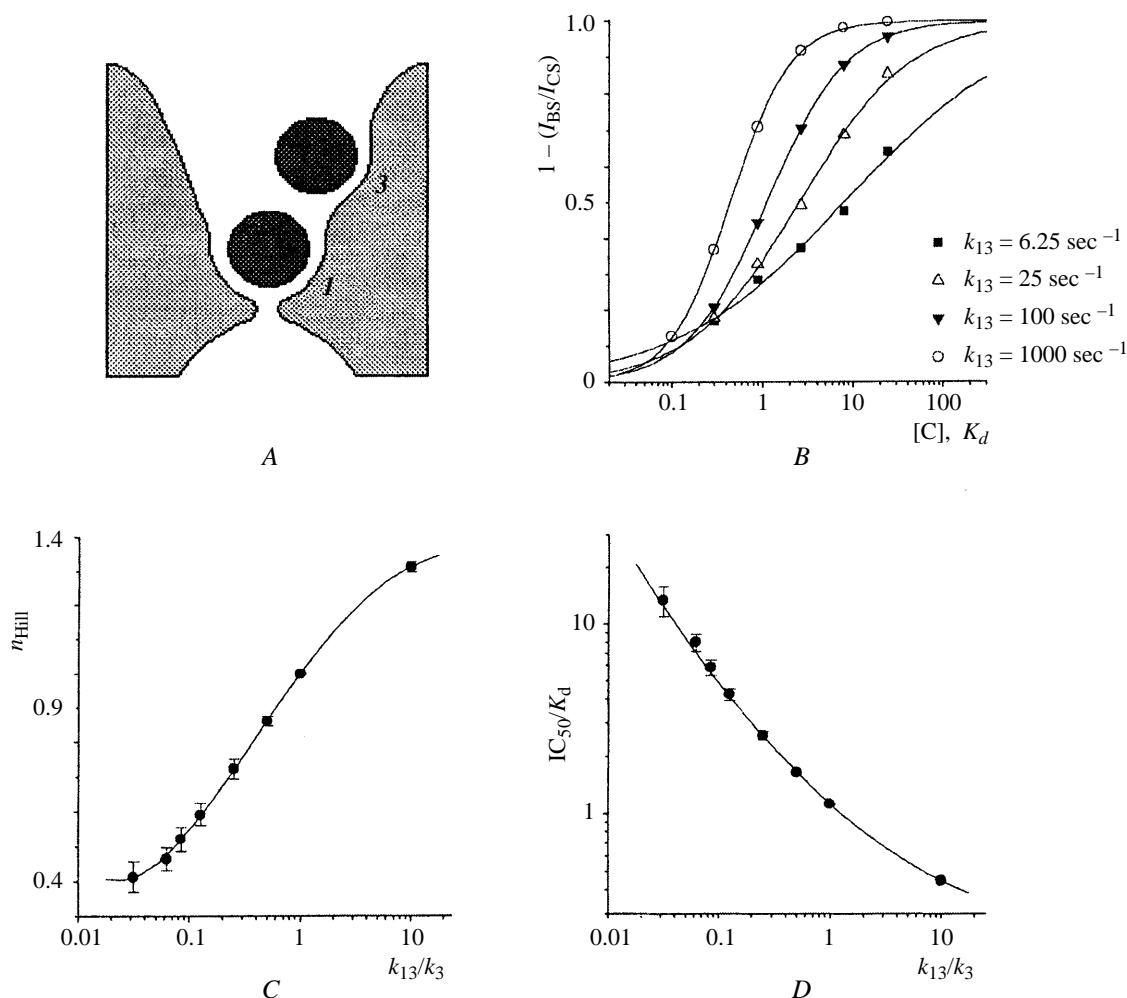 3
1
A
1 – (I_BS/I_CS)
1.0
0.5
0
0.1
1
10
100
[C], K_d
k_13 = 6.25 sec⁻¹
k_13 = 25 sec⁻¹
k_13 = 100 sec⁻¹
k_13 = 1000 sec⁻¹
B
n_Hill
1.4
0.9
0.4
0.01
0.1
1
10
k_13/k_3
C
IC_50/K_d
10
1
0.01
0.1
1
10
k_13/k_3
D